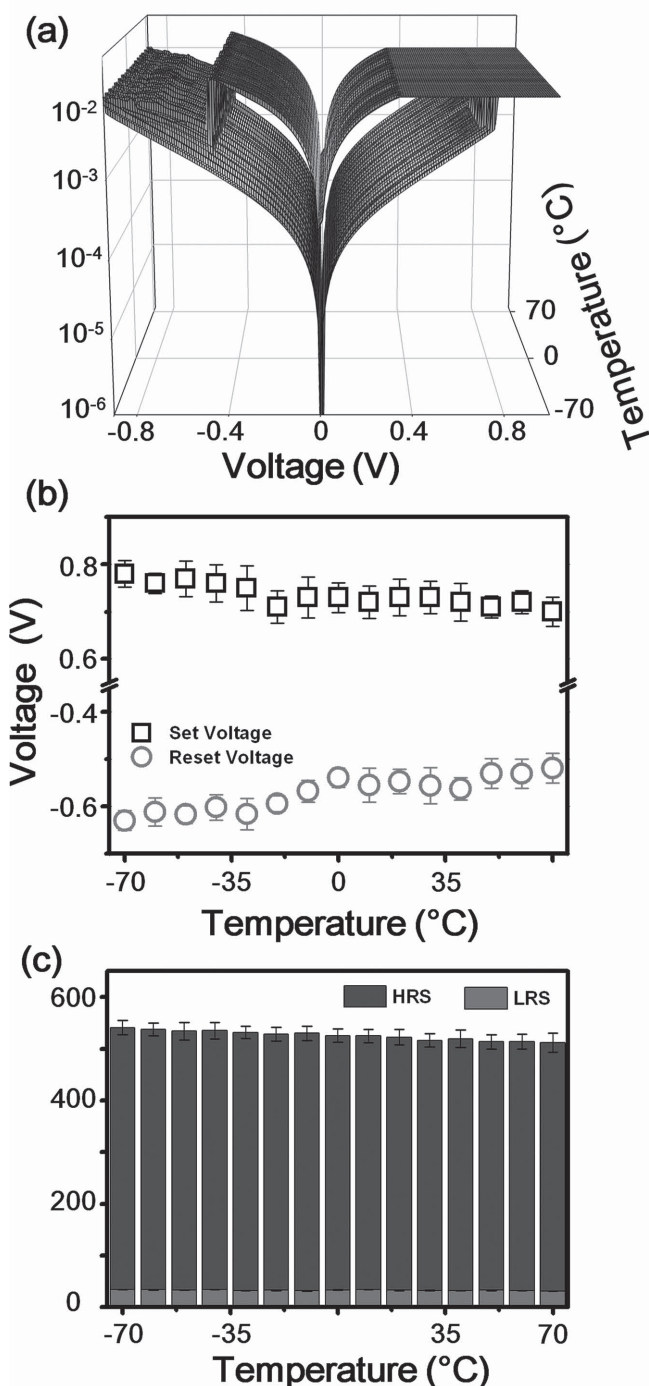 (a)
10-2
10-3
10-4
10-5
10-6
-0.8 -0.4 0 0.4 0.8
Voltage (V)
70
0
-70
Temperature (°C)
(b)
0.8
0.6
-0.4
-0.6
Voltage (V)
Set Voltage
Reset Voltage
-70 -35 0 35
Temperature (°C)
(c)
600
400
200
0
HRS LRS
-70 -35 35 70
Temperature (°C)